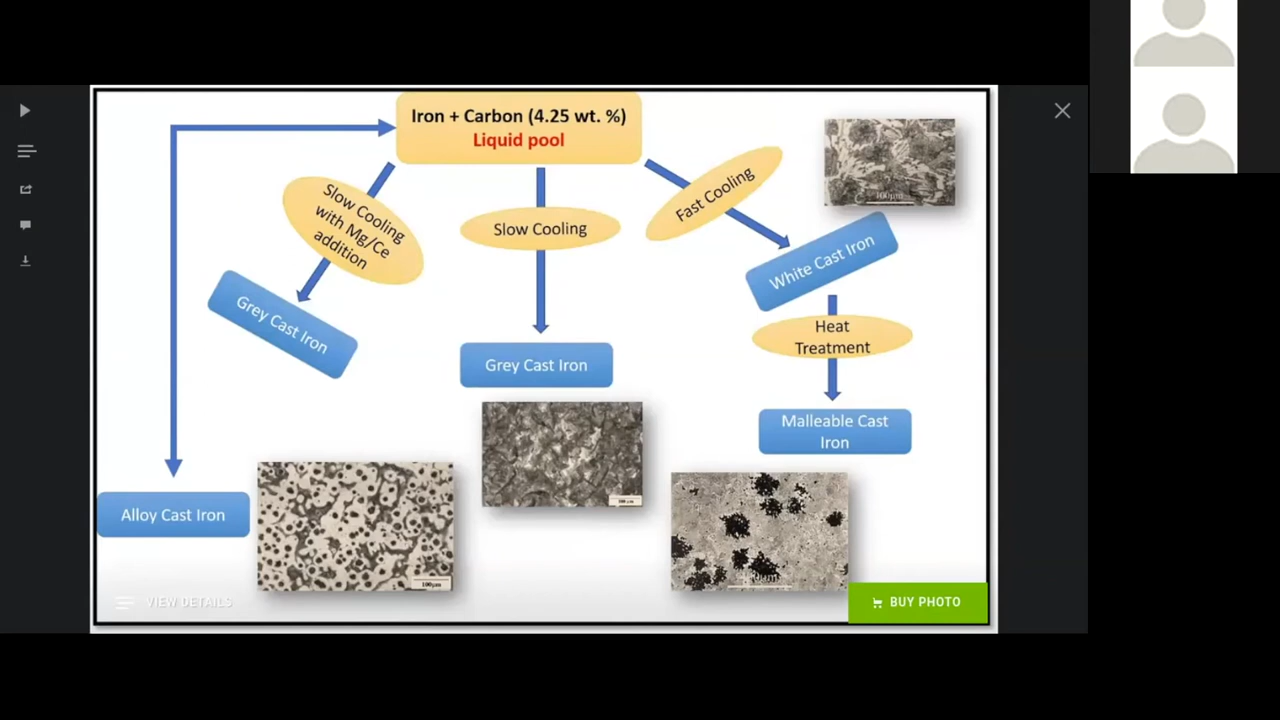 Iron + Carbon (4.25 wt. %)
Liquid pool
Slow Cooling
with Mg/Ce
addition
Slow Cooling
Fast Cooling
100µm
White Cast Iron
Grey Cast Iron
Heat
Treatment
Grey Cast Iron
Malleable Cast
Iron
Alloy Cast Iron
100µm
VIEW DETAILS
BUY PHOTO